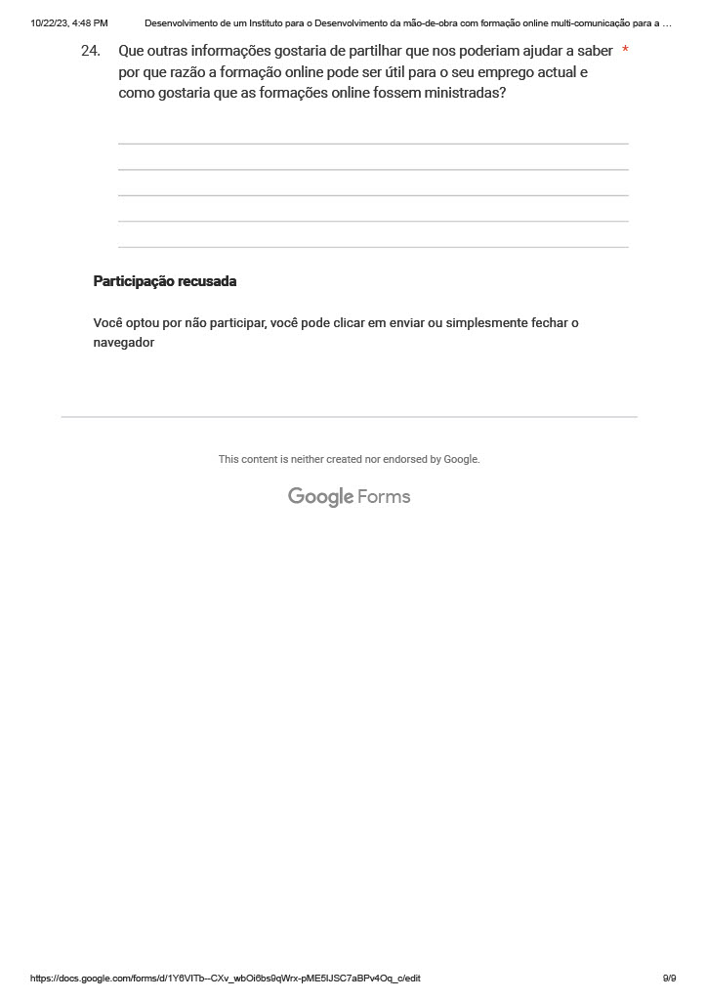 10/22/23, 4:48 PM Desenvolvimento de um Instituto para o Desenvolvimento da mão-de-obra com formação online multi-comunicação para a …
24. Que outras informações gostaria de partilhar que nos poderiam ajudar a saber *
por que razão a formação online pode ser útil para o seu emprego actual e
como gostaria que as formações online fossem ministradas?
Participação recusada
Você optou por não participar, você pode clicar em enviar ou simplesmente fechar o
navegador
This content is neither created nor endorsed by Google.
Google Forms
https://docs.google.com/forms/d/1Y6VITb--CXv_wbOi6bs9qWrx-pME5IJSC7aBPv4Oq_c/edit 9/9